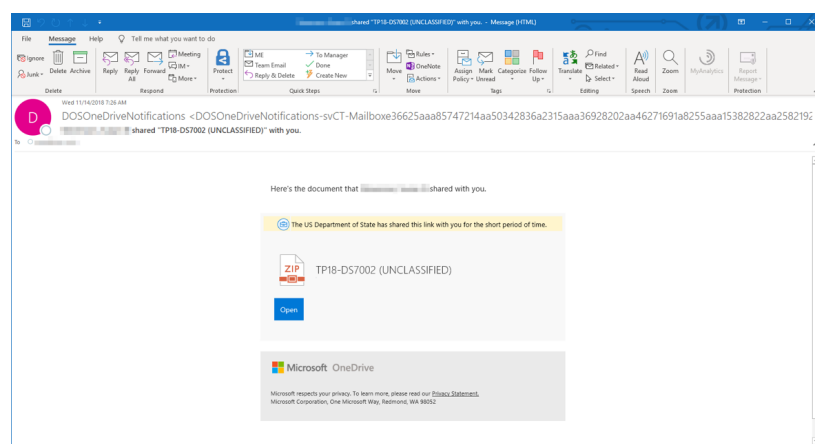 shared "TP18-DS7002 (UNCLASSIFIED)" with you. - Message (HTML)
File Message Help Tell me what you want to do
Ignore
Junk
Delete Archive
Reply Reply All Forward
Meeting
IM
More
Protect
ME
Team Email
Reply & Delete
To Manager
Done
Create New
Move
Rules
OneNote
Actions
Assign Policy Mark Unread Categorize Follow Up
Translate
Find
Related
Select
Read Aloud
Zoom
MyAnalytics
Report Message
Delete Respond Protection Quick Steps Move Tags Editing Speech Zoom Protection
Wed 11/14/2018 7:26 AM
D
DOSOneDriveNotifications <DOSOneDriveNotifications-svCT-Mailboxe36625aaa85747214aa50342836a2315aaa36928202aa46271691a8255aaa15382822aa258192
shared "TP18-DS7002 (UNCLASSIFIED)" with you.
To
Here's the document that shared with you.
The US Department of State has shared this link with you for the short period of time.
ZIP
TP18-DS7002 (UNCLASSIFIED)
Open
Microsoft OneDrive
Microsoft respects your privacy. To learn more, please read our Privacy Statement.
Microsoft Corporation, One Microsoft Way, Redmond, WA 98052